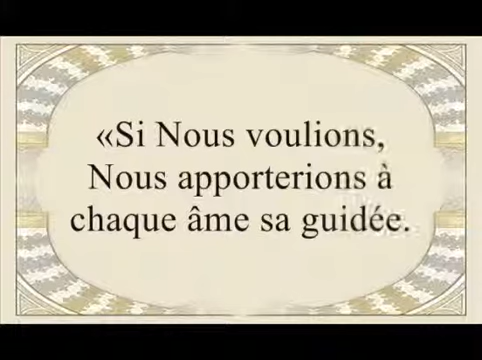 «Si Nous voulions,
Nous apporterions à
chaque âme sa guidée.